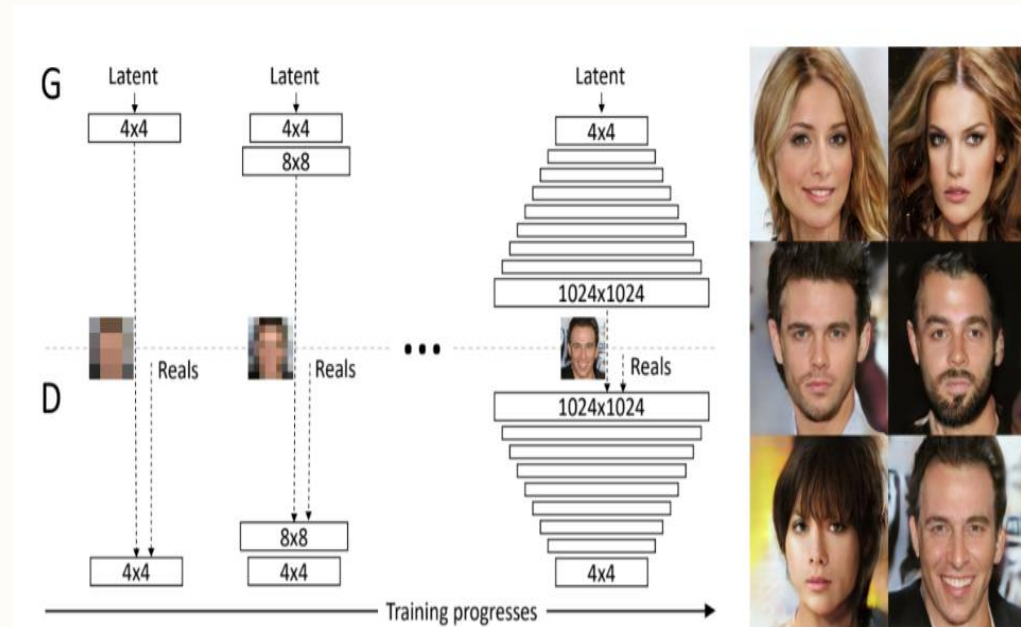 G
Latent
Latent
Latent
4x4
4x4
4x4
8x8
1024x1024
Reals
Reals
Reals
D
1024x1024
8x8
4x4
4x4
4x4
Training progresses